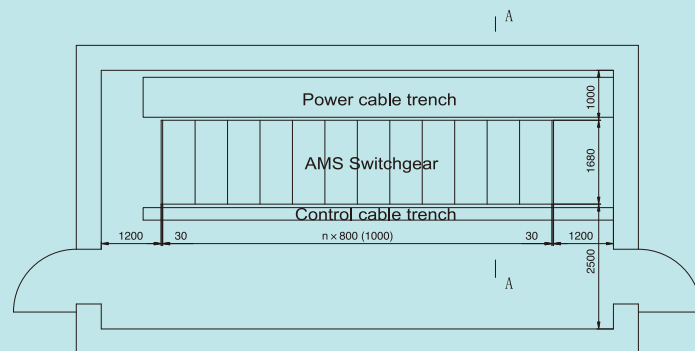 A
Power cable trench
1000
AMS Switchgear
1680
Control cable trench
1200
30
n×800 (1000)
30
1200
2500
A